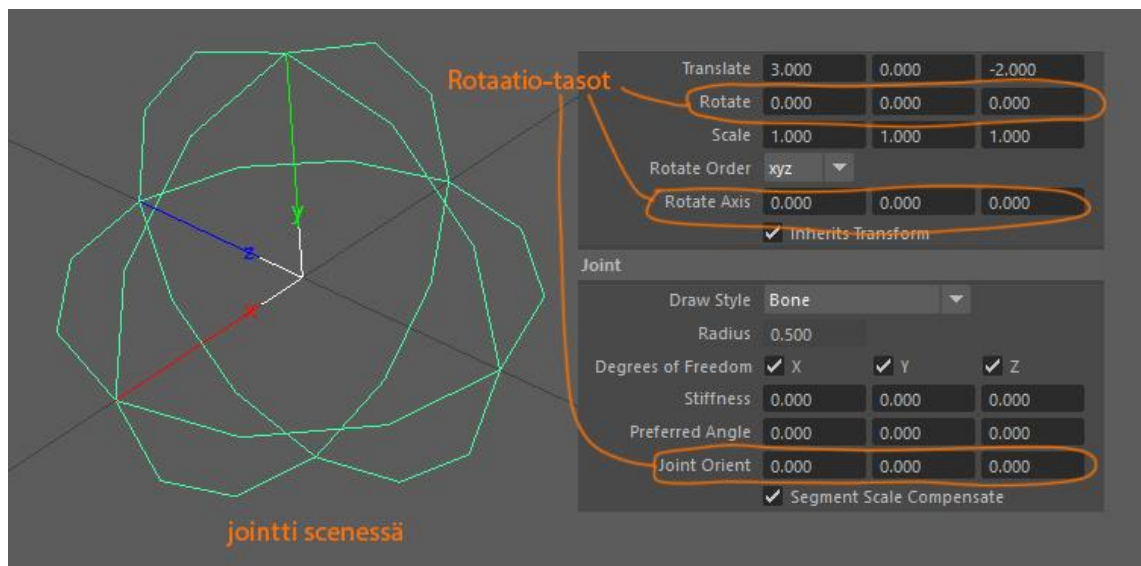 Rotaatio-tasot
y
z
x
jointti scenessä
Translate 3.000 0.000 -2.000
Rotate 0.000 0.000 0.000
Scale 1.000 1.000 1.000
Rotate Order xyz
Rotate Axis 0.000 0.000 0.000
Inherits Transform
Joint
Draw Style Bone
Radius 0.500
Degrees of Freedom X Y Z
Stiffness 0.000 0.000 0.000
Preferred Angle 0.000 0.000 0.000
Joint Orient 0.000 0.000 0.000
Segment Scale Compensate